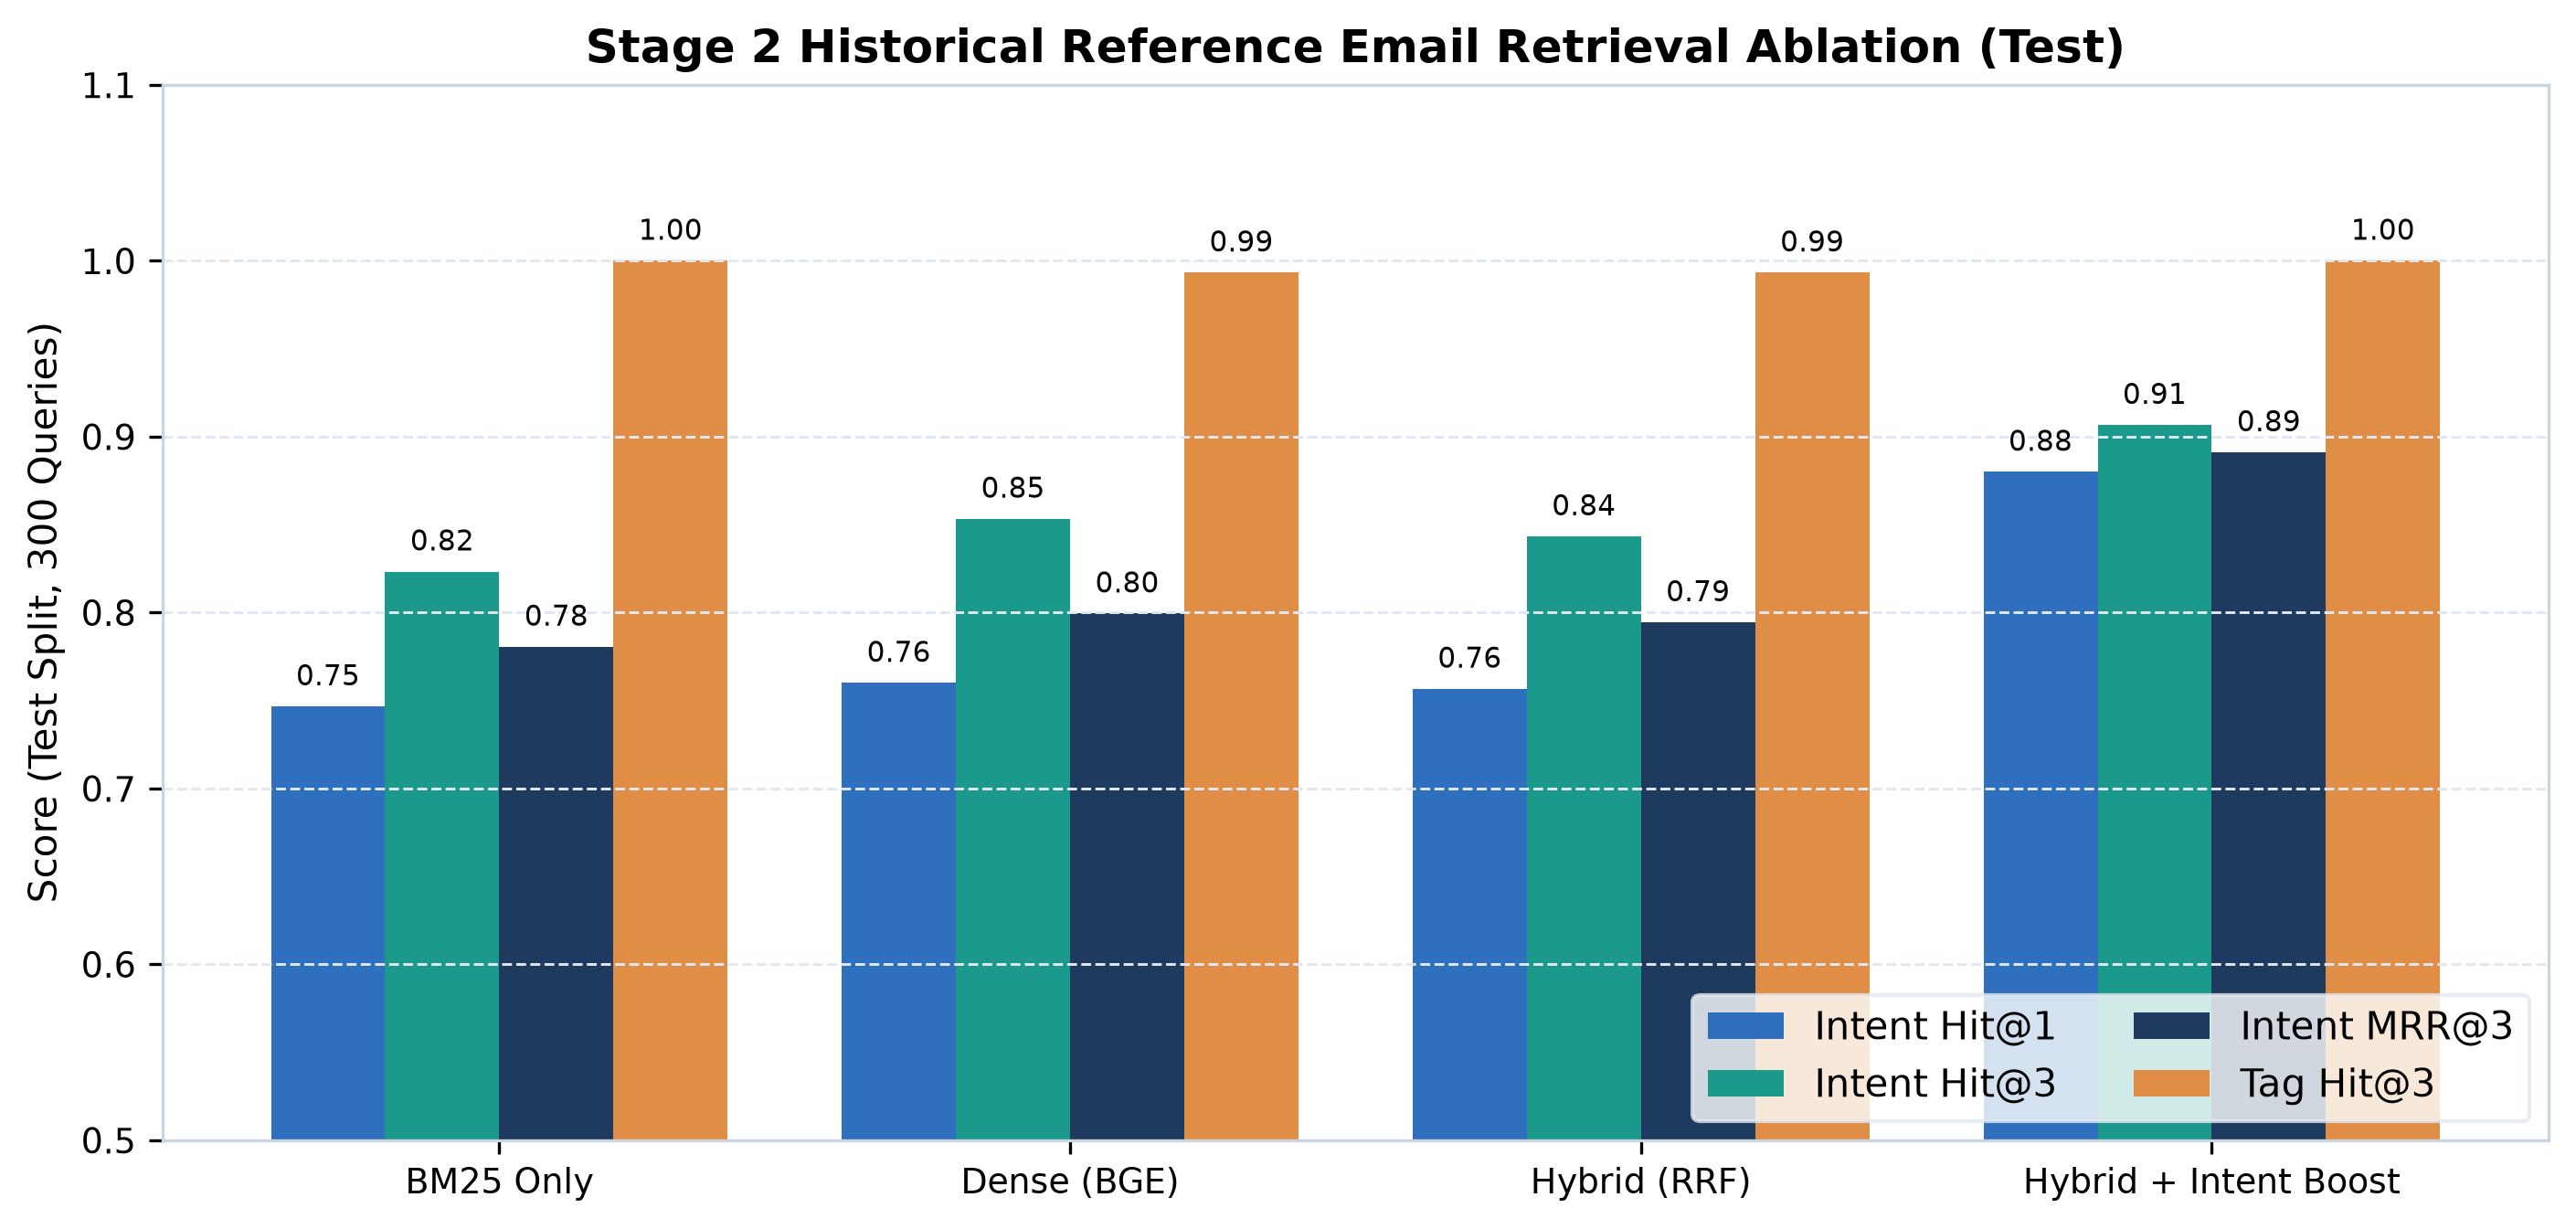 Stage 2 Historical Reference Email Retrieval Ablation (Test)
Score (Test Split, 300 Queries)
1.1
1.0
0.9
0.8
0.7
0.6
0.5
0.75
0.82
0.78
1.00
0.76
0.85
0.80
0.99
0.76
0.84
0.79
0.99
0.88
0.91
0.89
1.00
Intent Hit@1
Intent Hit@3
Intent MRR@3
Tag Hit@3
BM25 Only
Dense (BGE)
Hybrid (RRF)
Hybrid + Intent Boost